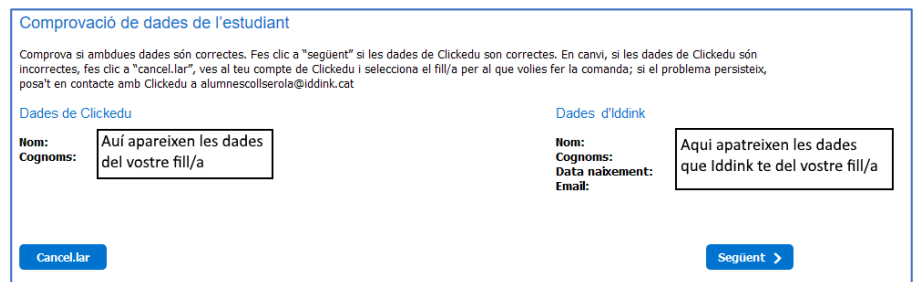 Comprovació de dades de l'estudiant
Comprova si ambdues dades són correctes. Fes clic a "següent" si les dades de Clickedu son correctes. En canvi, si les dades de Clickedu són
incorrectes, fes clic a "cancel.lar", ves al teu compte de Clickedu i selecciona el fill/a per al que volies fer la comanda; si el problema persisteix,
posa't en contacte amb Clickedu a alumnescollserola@iddink.cat
Dades de Clickedu
Nom:
Cognoms:
Auí apareixen les dades
del vostre fill/a
Dades d'Iddink
Nom:
Cognoms:
Data naixement:
Email:
Aqui apatreixen les dades
que Iddink te del vostre fill/a
Cancel.lar
Següent